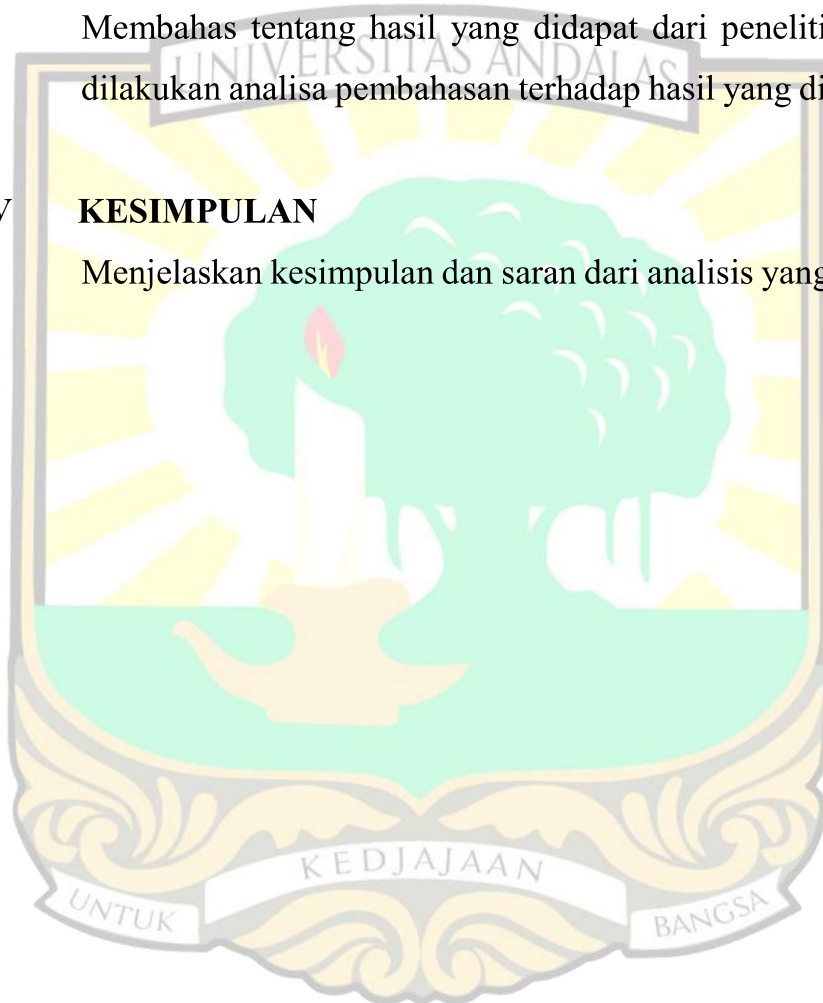 Membahas tentang hasil yang didapat dari peneliti
UNIVERSITAS ANDALAS
dilakukan analisa pembahasan terhadap hasil yang di
V KESIMPULAN
Menjelaskan kesimpulan dan saran dari analisis yang
KEDJAJAAN
UNTUK BANGSA